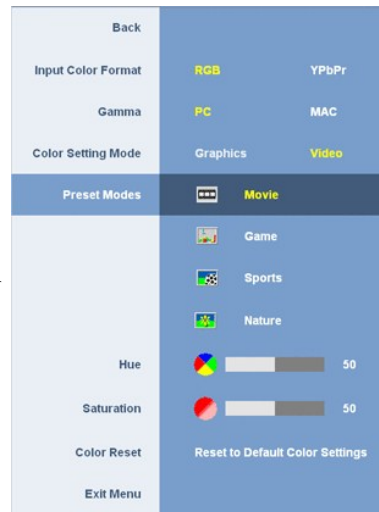 Back
Input Color Format RGB YPbPr
Gamma PC MAC
Color Setting Mode Graphics Video
Preset Modes Movie
Game
Sports
Nature
Hue 50
Saturation 50
Color Reset Reset to Default Color Settings
Exit Menu